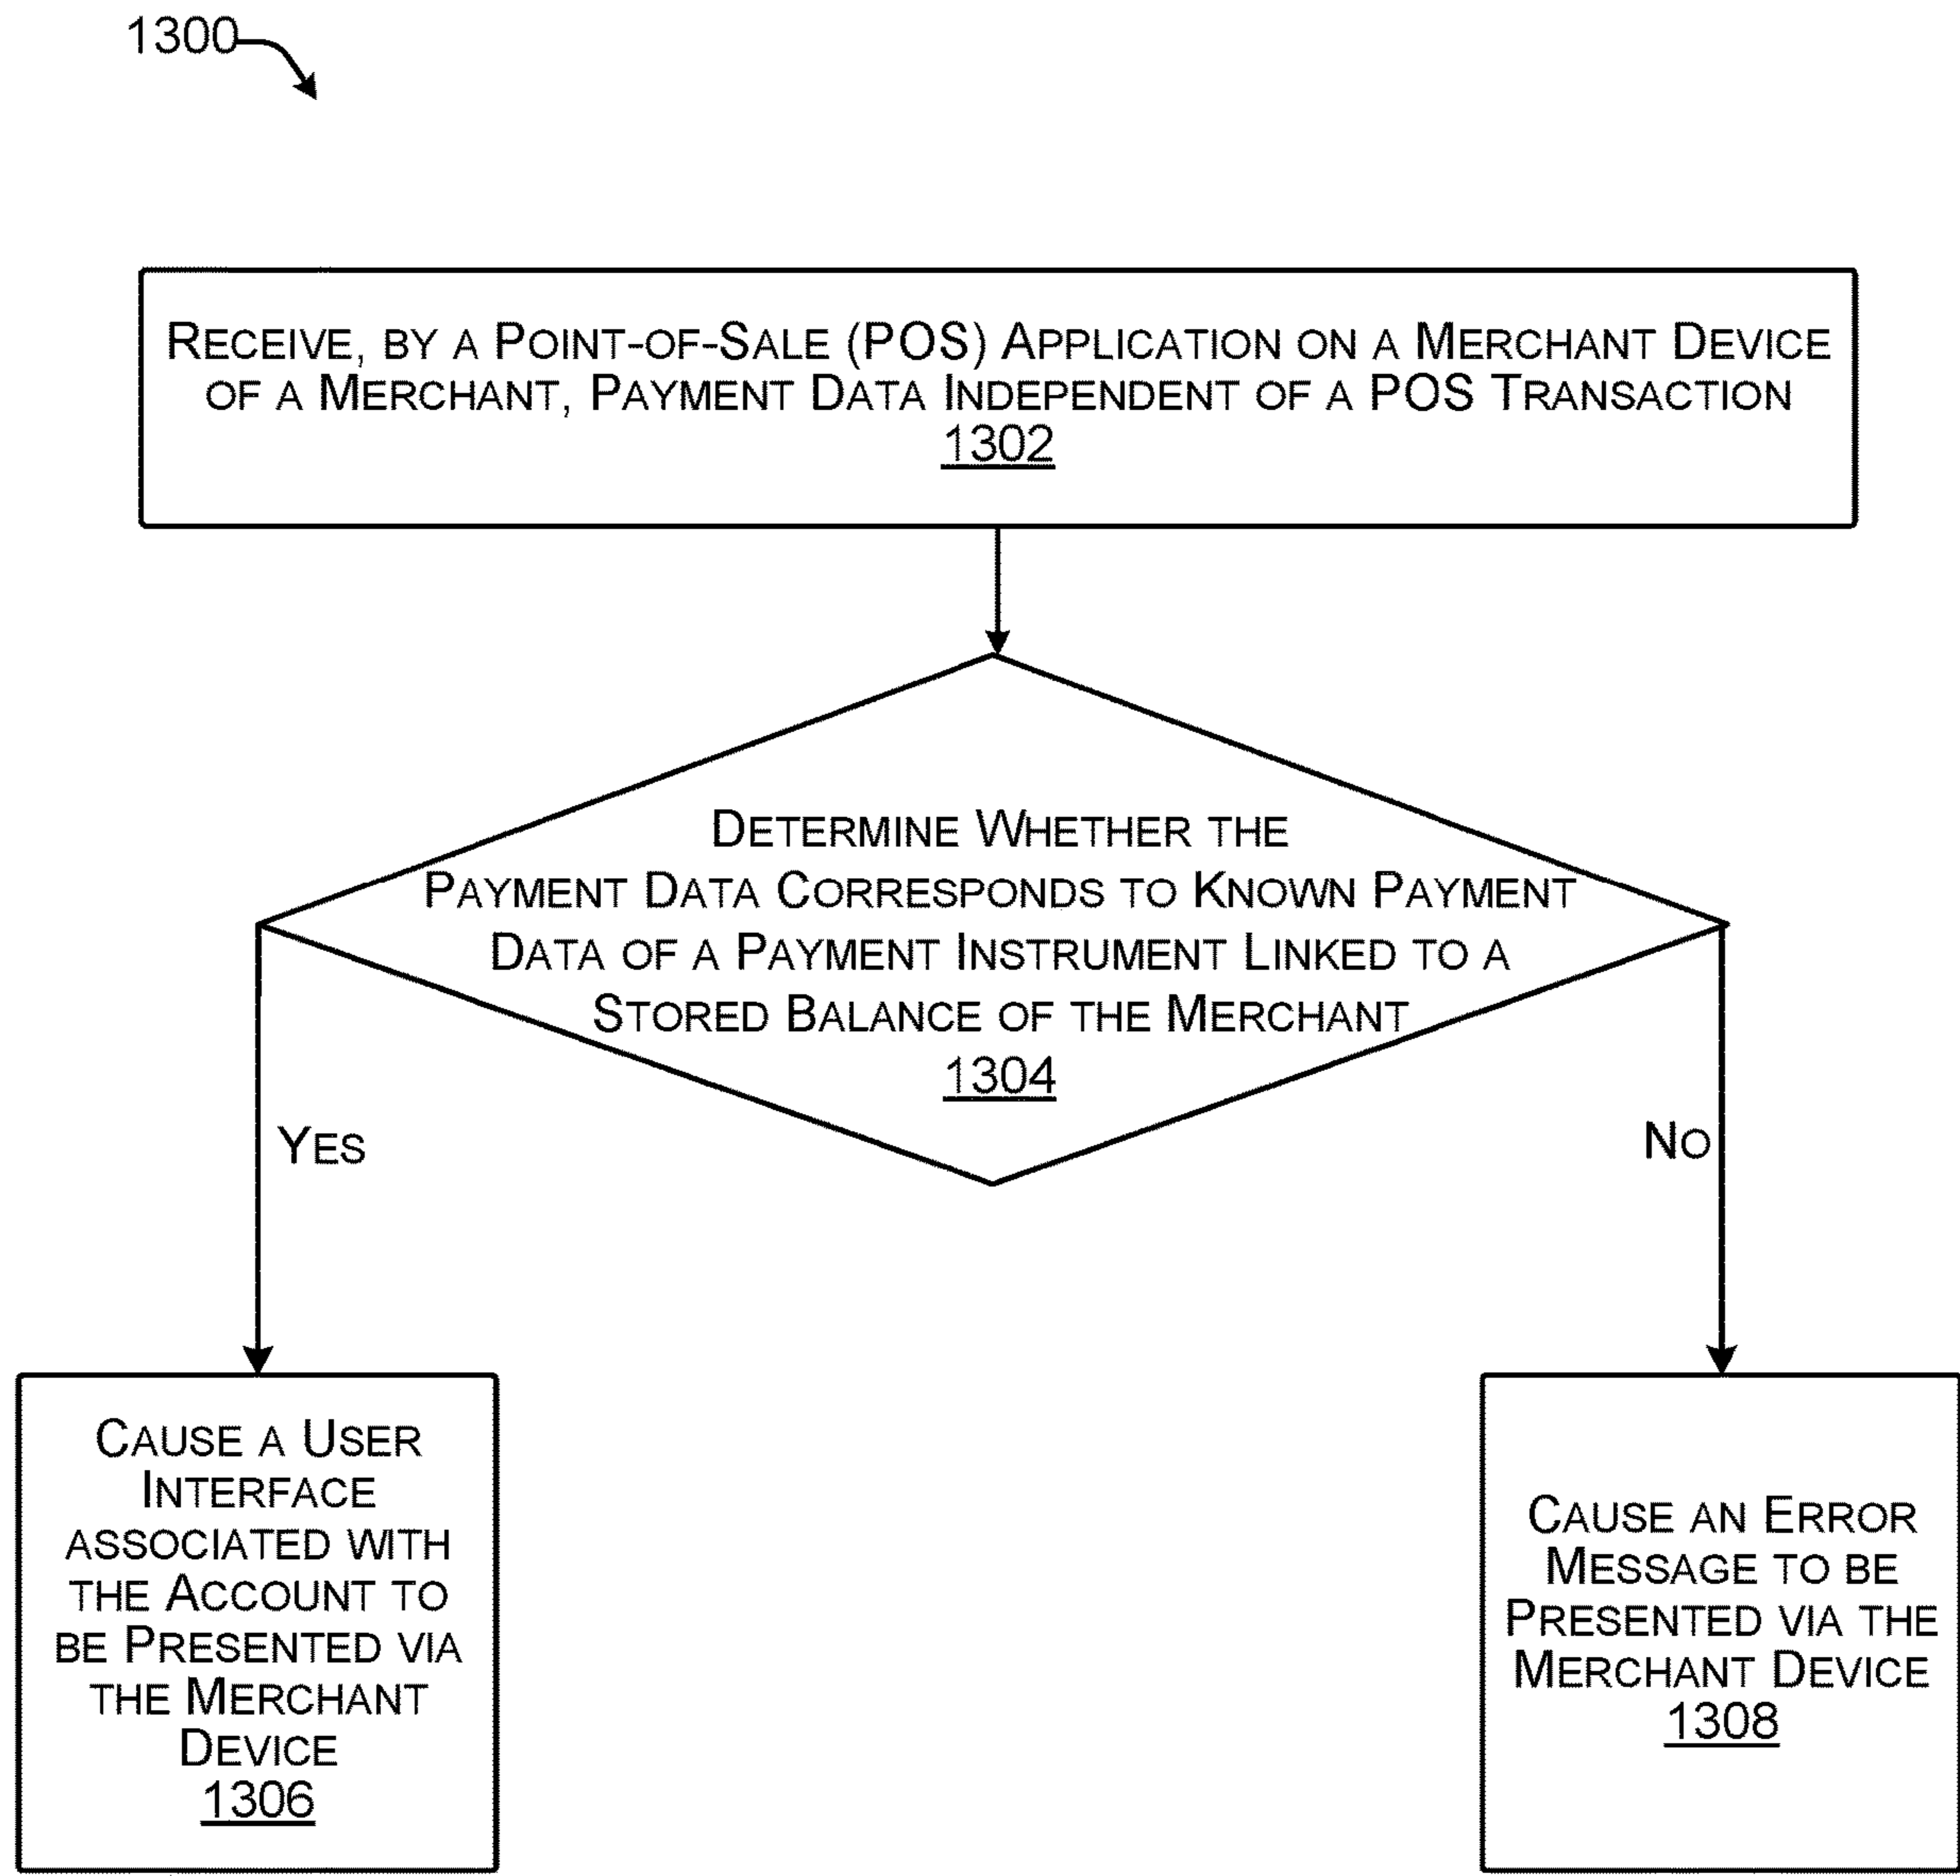 1300
RECEIVE, BY A POINT-OF-SALE (POS) APPLICATION ON A MERCHANT DEVICE
OF A MERCHANT, PAYMENT DATA INDEPENDENT OF A POS TRANSACTION
1302
DETERMINE WHETHER THE
PAYMENT DATA CORRESPONDS TO KNOWN PAYMENT
DATA OF A PAYMENT INSTRUMENT LINKED TO A
STORED BALANCE OF THE MERCHANT
1304
YES
NO
CAUSE A USER
INTERFACE
ASSOCIATED WITH
THE ACCOUNT TO
BE PRESENTED VIA
THE MERCHANT
DEVICE
1306
CAUSE AN ERROR
MESSAGE TO BE
PRESENTED VIA THE
MERCHANT DEVICE
1308